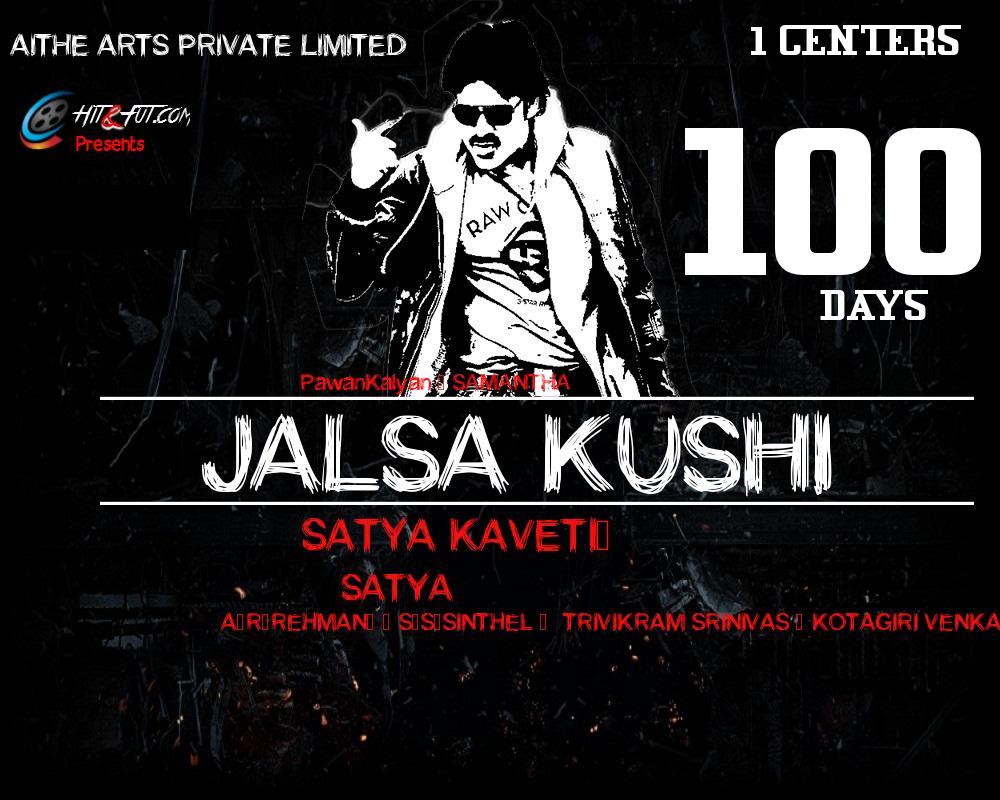 AITHE ARTS PRIVATE LIMITED
1 CENTERS
HIT&FUT.COM
Presents
100
DAYS
RAW
PawanKalyan SAMANTHA
JALSA KUSHI
SATYA KAVETI
SATYA
A R REHMAN S S SINTHEL TRIVIKRAM SRINIVAS KOTAGIRI VENKA